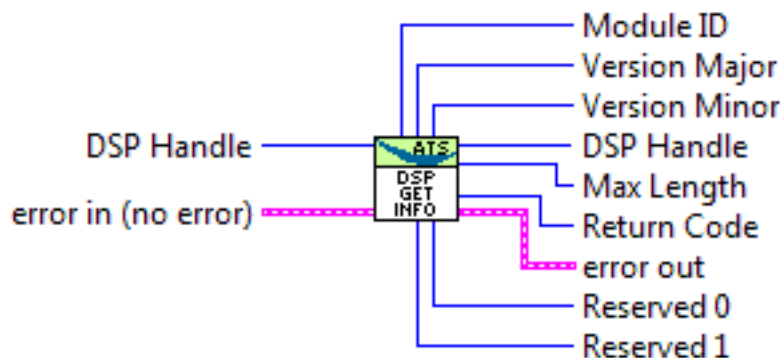 Module ID
Version Major
Version Minor
DSP Handle
DSP Handle
ATS
Max Length
DSP
GET
INFO
error in (no error)
Return Code
error out
Reserved 0
Reserved 1